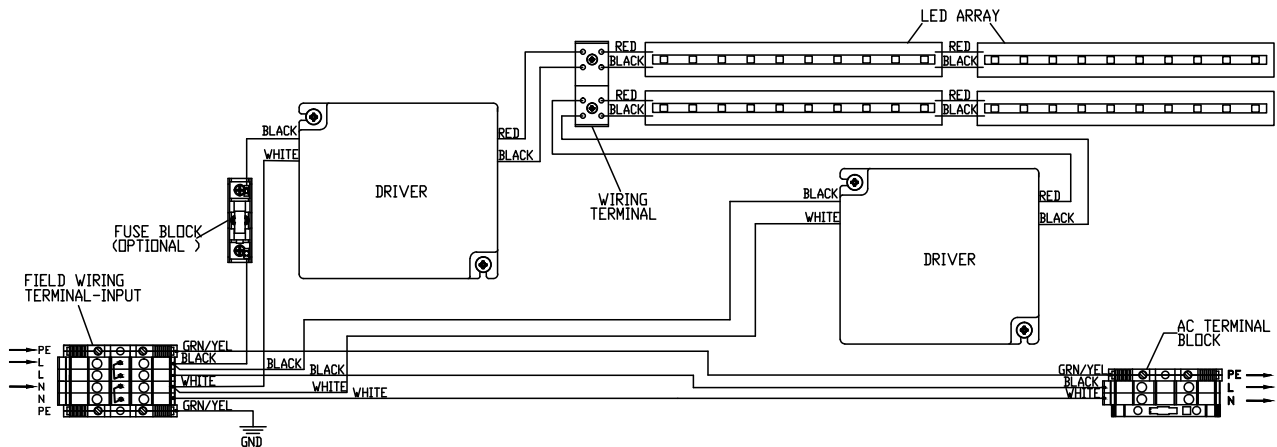 LED ARRAY
RED
BLACK
RED
BLACK
RED
BLACK
RED
BLACK
BLACK
WHITE
DRIVER
RED
BLACK
WIRING
TERMINAL
BLACK
WHITE
DRIVER
RED
BLACK
FUSE BLOCK
(OPTIONAL )
FIELD WIRING
TERMINAL-INPUT
AC TERMINAL
BLOCK
PE
L
L
N
N
PE
GRN/YEL
BLACK
BLACK
BLACK
WHITE
WHITE
WHITE
GRN/YEL
GND
GRN/YEL
BLACK
WHITE
PE
L
N